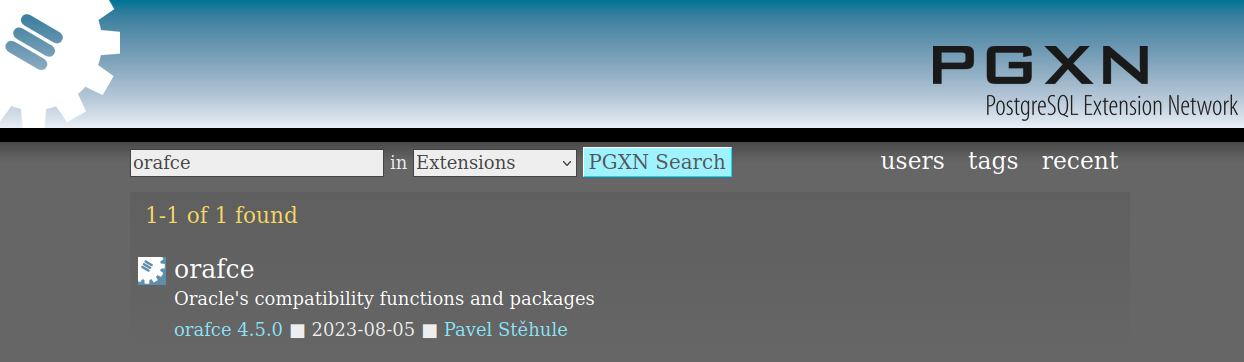 PGXN
PostgreSQL Extension Network
orafce in Extensions PGXN Search users tags recent
1-1 of 1 found
orafce
Oracle's compatibility functions and packages
orafce 4.5.0 ■ 2023-08-05 ■ Pavel Stěhule